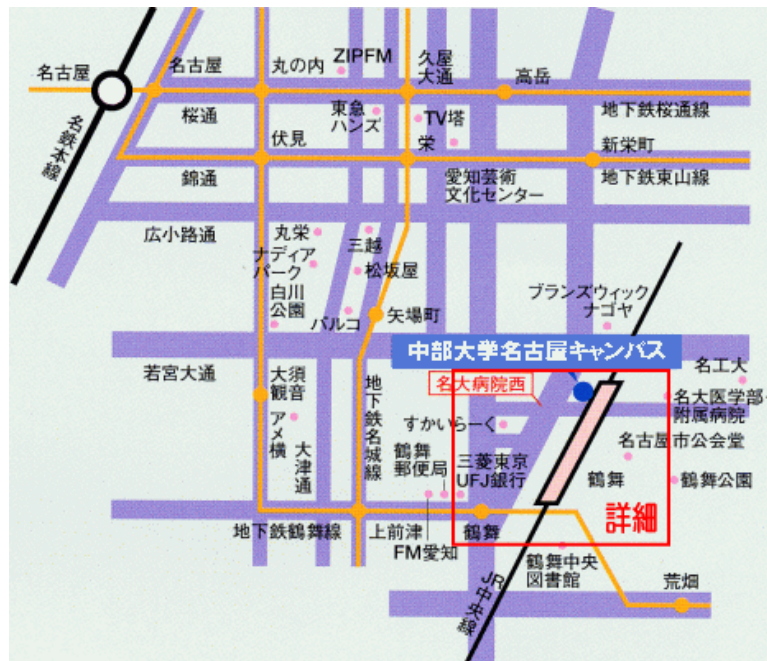 ZIPFM
名古屋
名古屋
丸の内
久屋
大通
高岳
桜通
東急
ハンズ
TV塔
地下鉄桜通線
名鉄本線
伏見
栄
新栄町
錦通
愛知芸術
文化センター
地下鉄東山線
広小路通
丸栄
三越
ナディア
パーク
松坂屋
白川
公園
パルコ
矢場町
ブランズウィック
ナゴヤ
中部大学名古屋キャンパス
若宮大通
大須
観音
地下鉄名城線
名大病院西
名工大
名大医学部・
附属病院
アメ横
大津通
すかいらーく
鶴舞
郵便局
三菱東京
UFJ銀行
名古屋市公会堂
鶴舞
鶴舞公園
詳細
地下鉄鶴舞線
上前津
鶴舞
FM愛知
鶴舞中央
図書館
荒畑
JR中央線